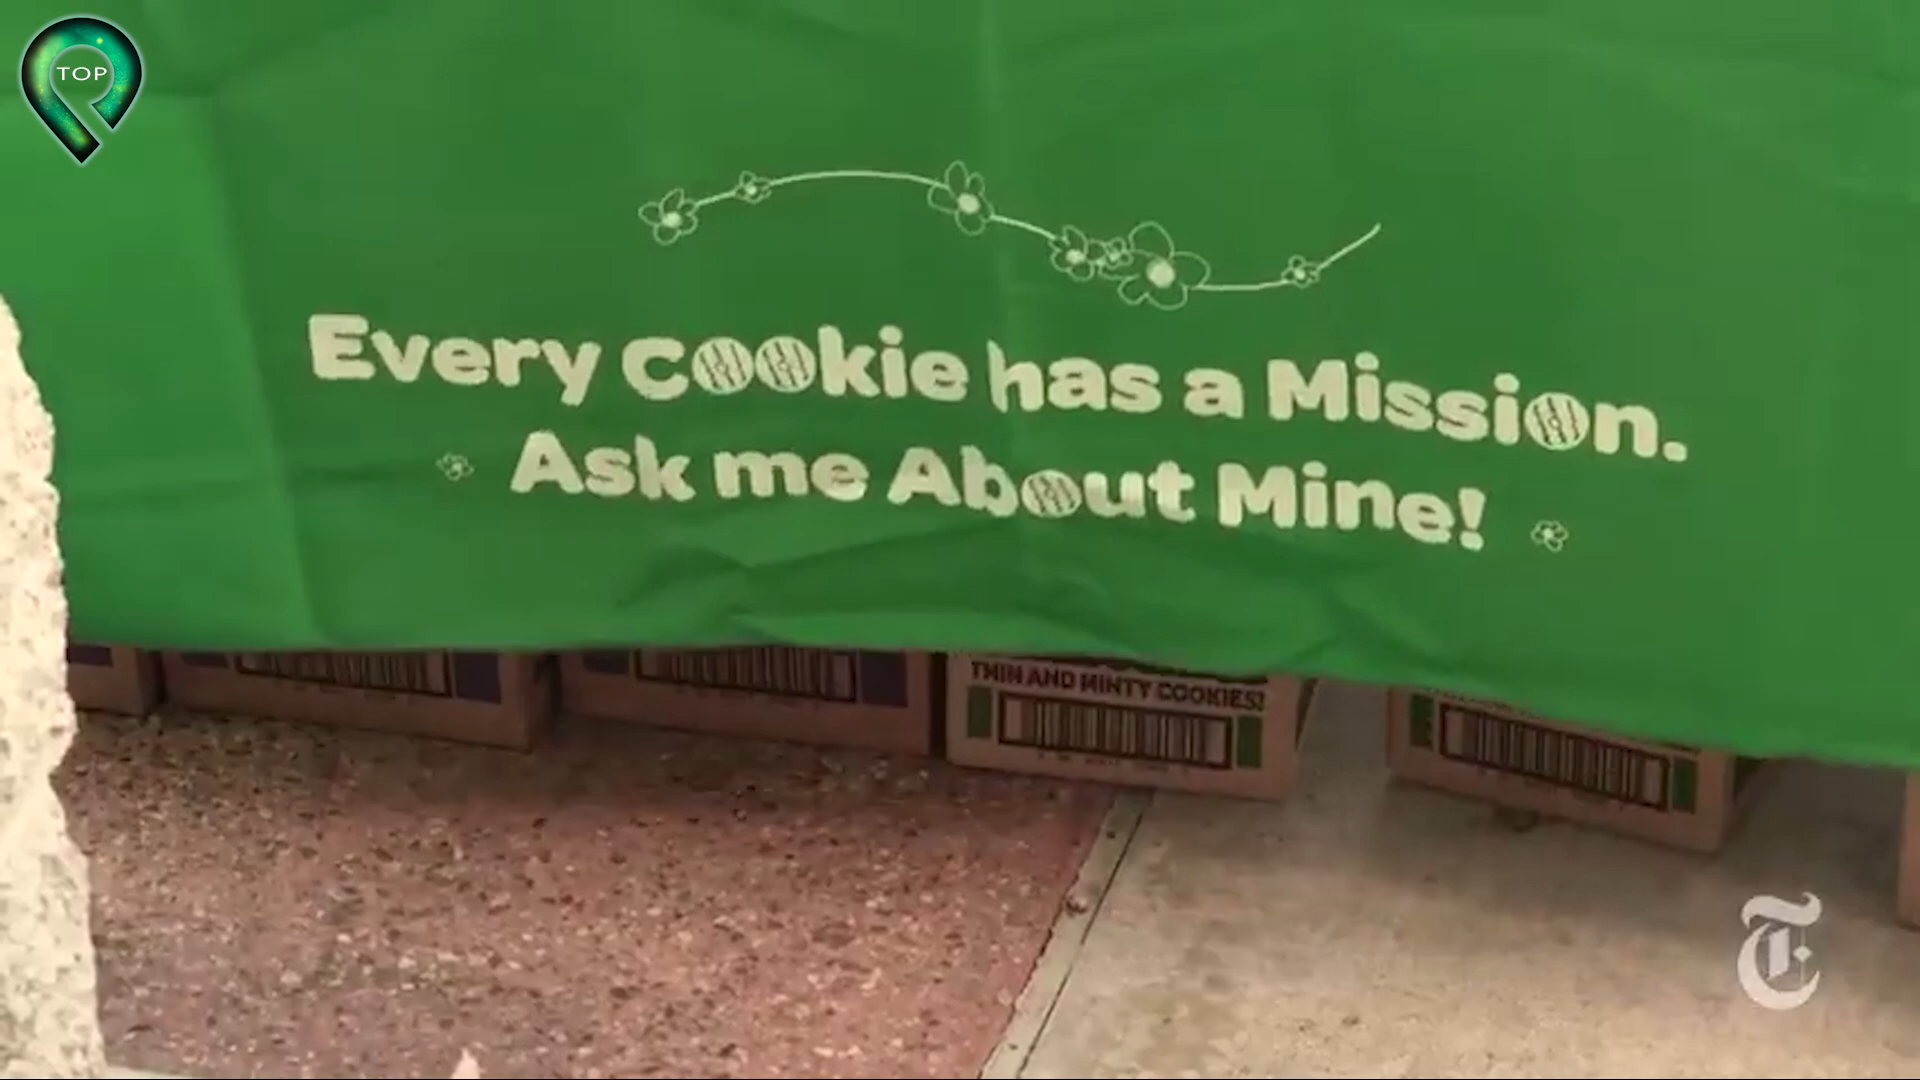 TOP
Every Cookie has a Mission.
Ask me About Mine!
THIN AND MINTY COOKIES!
T